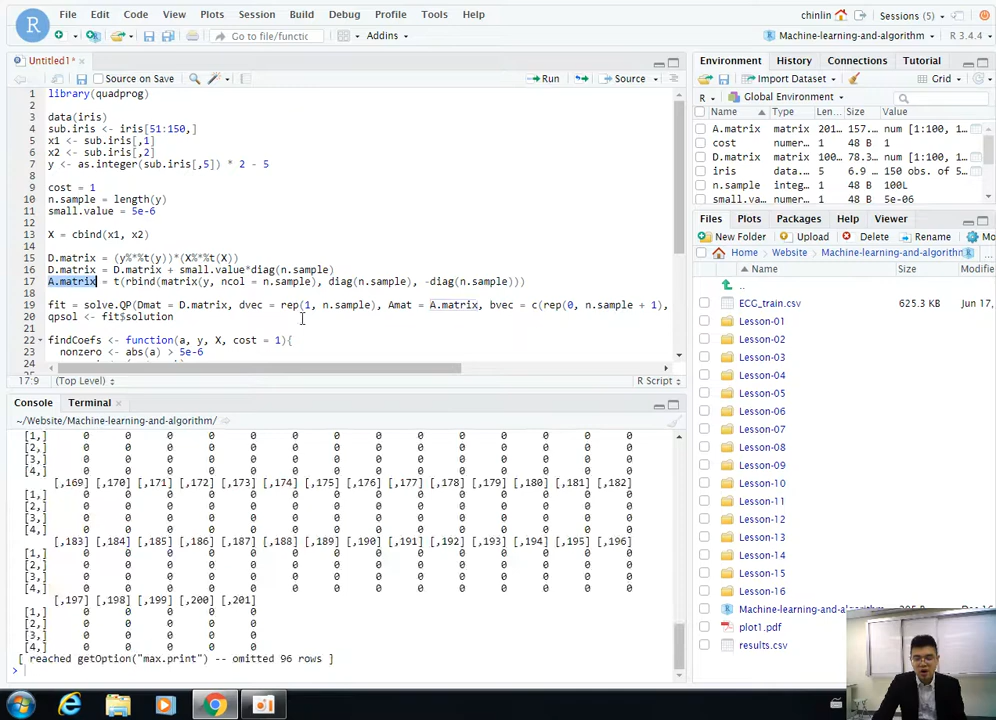 File Edit Code View Plots Session Build Debug Profile Tools Help
chinlin Sessions (5)
Go to file/functic Addins
Machine-learning-and-algorithm R 3.4.4
Untitled1*
Source on Save Run Source
1 library(quadprog)
2
3 data(iris)
4 sub.iris <- iris[51:150,]
5 x1 <- sub.iris[,1]
6 x2 <- sub.iris[,2]
7 y <- as.integer(sub.iris[,5]) * 2 - 5
8
9 cost = 1
10 n.sample = length(y)
11 small.value = 5e-6
12
13 X = cbind(x1, x2)
14
15 D.matrix = (y%*%t(y))*(X%*%t(X))
16 D.matrix = D.matrix + small.value*diag(n.sample)
17 A.matrix = t(rbind(matrix(y, ncol = n.sample), diag(n.sample), -diag(n.sample)))
18
19 fit = solve.QP(Dmat = D.matrix, dvec = rep(1, n.sample), Amat = A.matrix, bvec = c(rep(0, n.sample + 1),
20 qpsol <- fit$solution
21
22 findCoefs <- function(a, y, X, cost = 1){
23 nonzero <- abs(a) > 5e-6
24
17:9 (Top Level) R Script
Console Terminal
~/Website/Machine-learning-and-algorithm/
[1,] 0 0 0 0 0 0 0 0 0 0 0 0 0 0
[2,] 0 0 0 0 0 0 0 0 0 0 0 0 0 0
[3,] 0 0 0 0 0 0 0 0 0 0 0 0 0 0
[4,] 0 0 0 0 0 0 0 0 0 0 0 0 0 0
[,169] [,170] [,171] [,172] [,173] [,174] [,175] [,176] [,177] [,178] [,179] [,180] [,181] [,182]
[1,] 0 0 0 0 0 0 0 0 0 0 0 0 0 0
[2,] 0 0 0 0 0 0 0 0 0 0 0 0 0 0
[3,] 0 0 0 0 0 0 0 0 0 0 0 0 0 0
[4,] 0 0 0 0 0 0 0 0 0 0 0 0 0 0
[,183] [,184] [,185] [,186] [,187] [,188] [,189] [,190] [,191] [,192] [,193] [,194] [,195] [,196]
[1,] 0 0 0 0 0 0 0 0 0 0 0 0 0 0
[2,] 0 0 0 0 0 0 0 0 0 0 0 0 0 0
[3,] 0 0 0 0 0 0 0 0 0 0 0 0 0 0
[4,] 0 0 0 0 0 0 0 0 0 0 0 0 0 0
[,197] [,198] [,199] [,200] [,201]
[1,] 0 0 0 0 0
[2,] 0 0 0 0 0
[3,] 0 0 0 0 0
[4,] 0 0 0 0 0
[ reached getOption("max.print") -- omitted 96 rows ]
>
Environment History Connections Tutorial
Import Dataset Grid
R Global Environment
Name Type Len... Size Value
A.matrix matrix 201... 157... num [1:100, 1...
cost numer... 1 48 B 1
D.matrix matrix 100... 78.3... num [1:100, 1...
iris data... 5 6.9 ... 150 obs. of 5...
n.sample integ... 1 48 B 100L
small.va... numer... 1 48 B 5e-06
Files Plots Packages Help Viewer
New Folder Upload Delete Rename Mo
Home Website Machine-learning-and-algorithm
Name Size Modifie
..
ECG_train.csv 625.3 KB Jun 17,
Lesson-01
Lesson-02
Lesson-03
Lesson-04
Lesson-05
Lesson-06
Lesson-07
Lesson-08
Lesson-09
Lesson-10
Lesson-11
Lesson-12
Lesson-13
Lesson-14
Lesson-15
Lesson-16
Machine-learning-and-a
plot1.pdf
results.csv